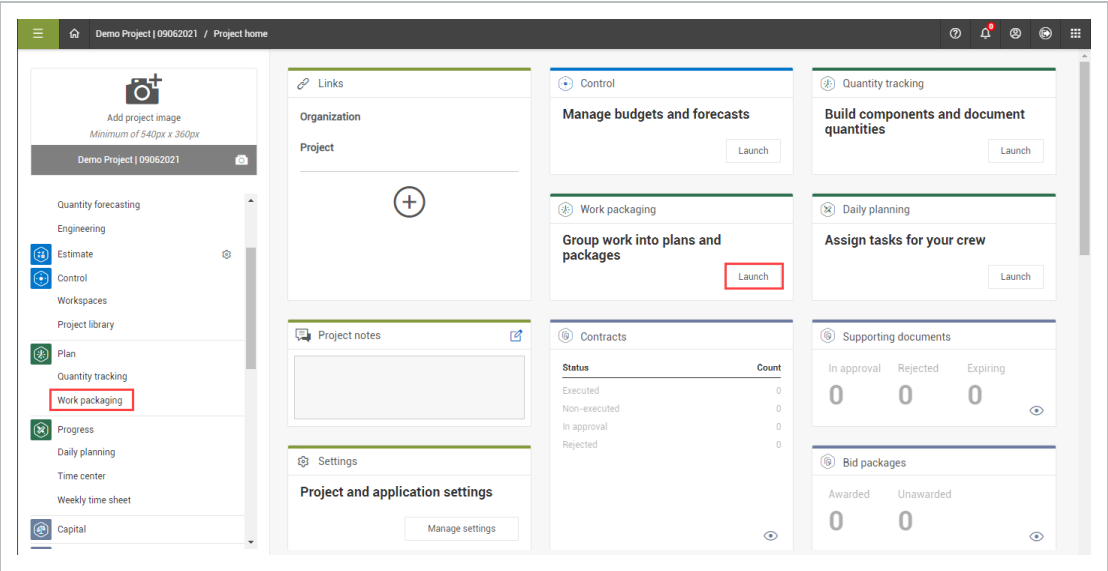 Demo Project | 09062021 / Project home
Add project image
Minimum of 540px x 360px
Demo Project | 09062021
Quantity forecasting
Engineering
Estimate
Control
Workspaces
Project library
Plan
Quantity tracking
Work packaging
Progress
Daily planning
Time center
Weekly time sheet
Capital
Links
Organization
Project
Project notes
Settings
Project and application settings
Manage settings
Control
Manage budgets and forecasts
Launch
Work packaging
Group work into plans and
packages
Launch
Contracts
Status Count
Executed 0
Non-executed 0
In approval 0
Rejected 0
Quantity tracking
Build components and document
quantities
Launch
Daily planning
Assign tasks for your crew
Launch
Supporting documents
In approval Rejected Expiring
0 0 0
Bid packages
Awarded Unawarded
0 0